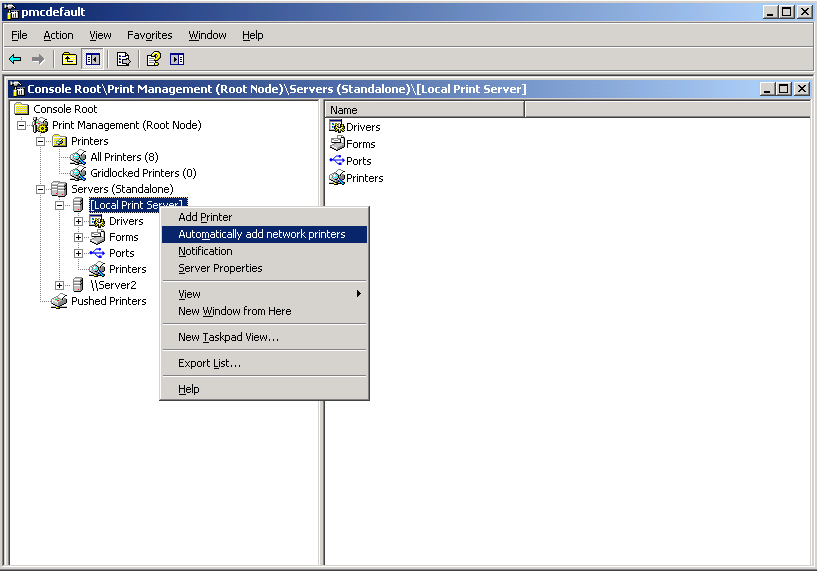 pmcdefault
File Action View Favorites Window Help
Console Root\Print Management (Root Node)\Servers (Standalone)\[Local Print Server]
Console Root
Print Management (Root Node)
Printers
All Printers (8)
Gridlocked Printers (0)
Servers (Standalone)
[Local Print Server]
Drivers
Forms
Ports
Printers
\\Server2
Pushed Printers
Add Printer
Automatically add network printers
Notification
Server Properties
View
New Window from Here
New Taskpad View...
Export List...
Help
Name
Drivers
Forms
Ports
Printers